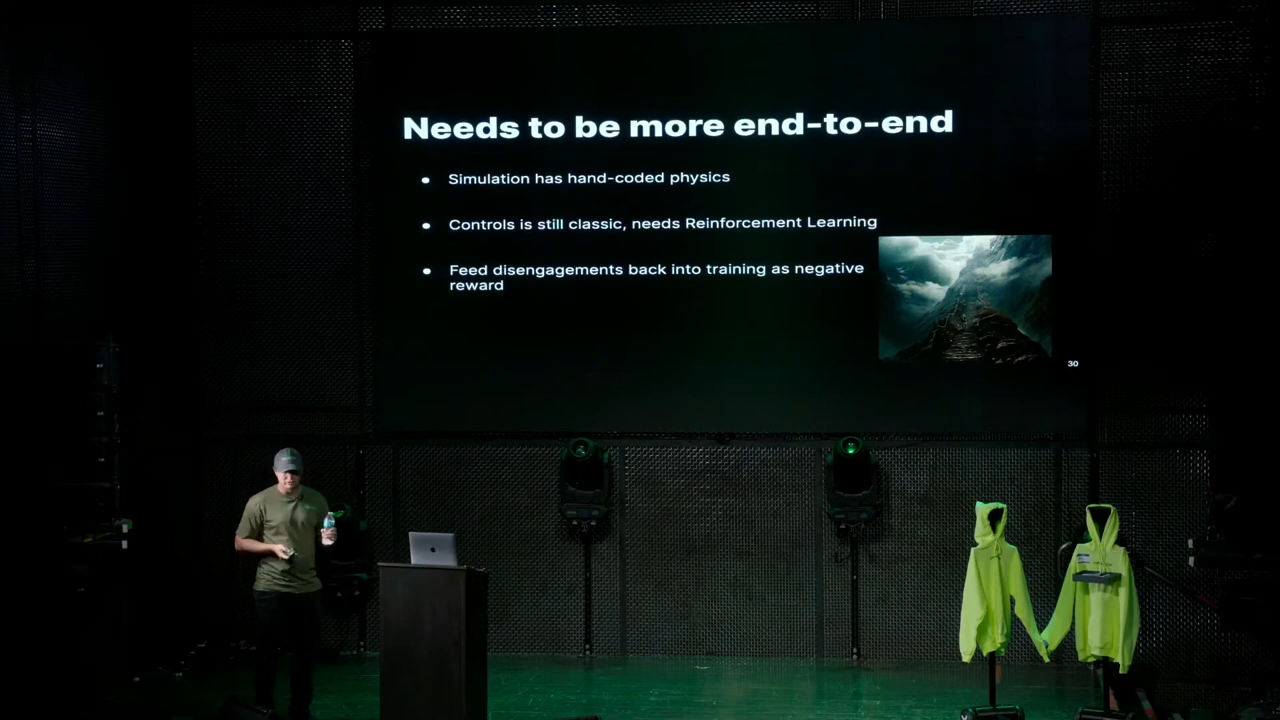 Needs to be more end-to-end
Simulation has hand-coded physics
Controls is still classic, needs Reinforcement Learning
Feed disengagements back into training as negative
reward
30